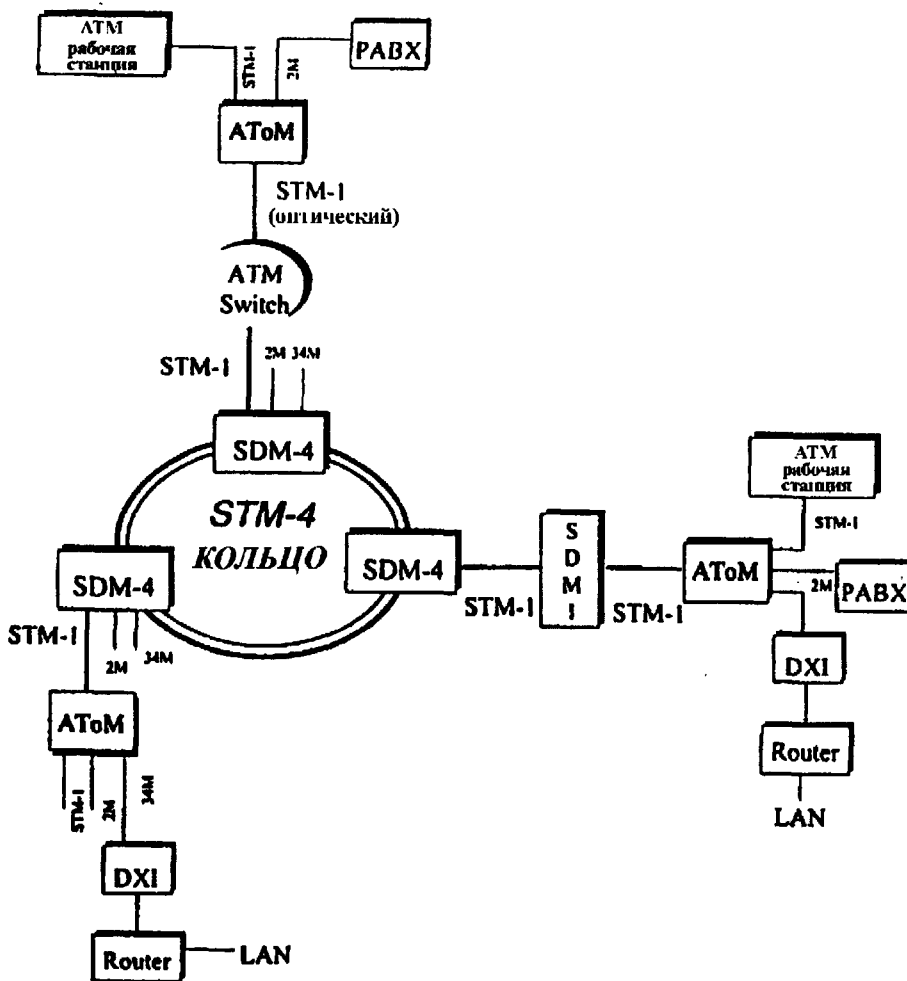 ATM
рабочая
станция
STM-1
2M
PABX
AToM
STM-1
(оптический)
ATM
Switch
STM-1
2M
34M
SDM-4
STM-4
КОЛЬЦО
SDM-4
SDM-4
STM-1
S
D
M
I
STM-1
AToM
ATM
рабочая
станция
STM-1
2M
PABX
DXI
Router
LAN
STM-1
2M
34M
AToM
STM-1
2M
34M
DXI
Router
LAN